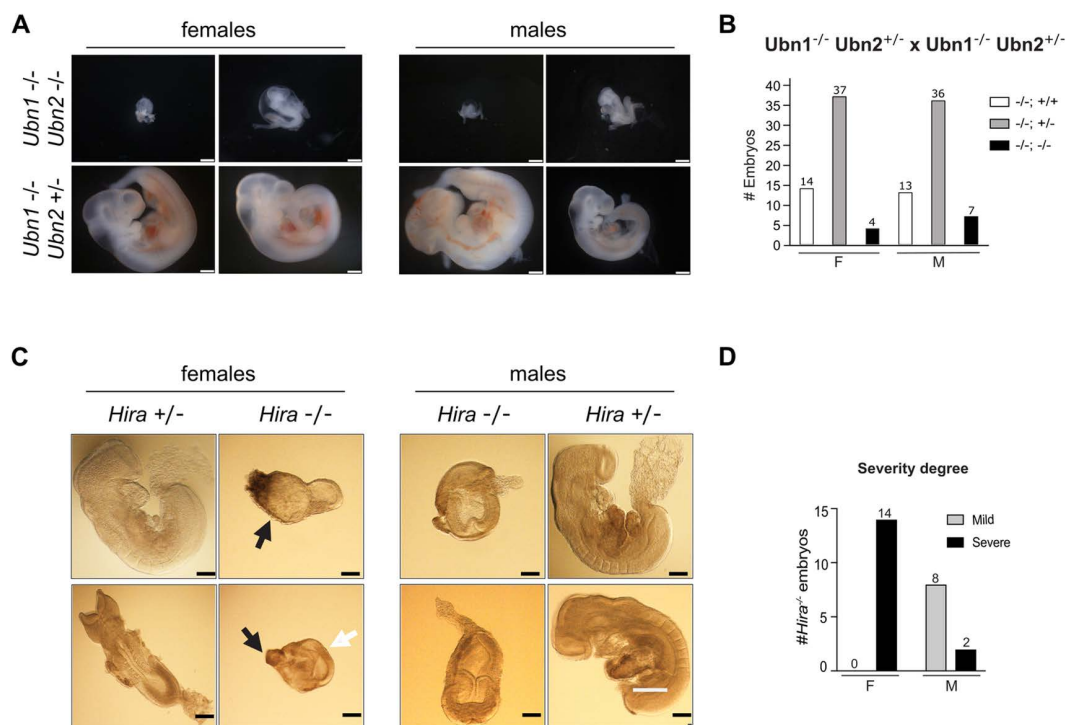 A
females
males
Ubn1 -/-
Ubn2 -/-
Ubn1 -/-
Ubn2 +/-
B
Ubn1-/- Ubn2+/- x Ubn1-/- Ubn2+/-
# Embryos
40
35
30
25
20
15
10
5
0
14
37
4
13
36
7
F
M
-/-; +/+
-/-; +/-
-/-; -/-
C
females
males
Hira +/-
Hira -/-
Hira -/-
Hira +/-
D
Severity degree
#Hira-/- embryos
15
10
5
0
0
14
8
2
F
M
Mild
Severe